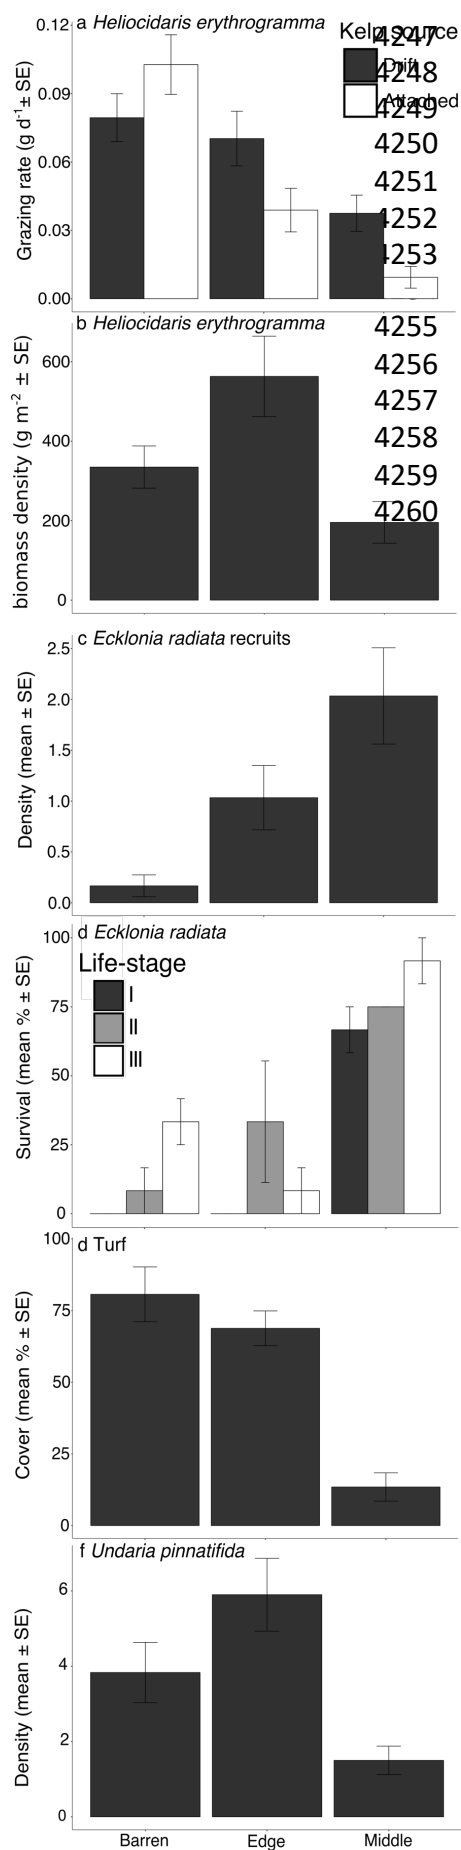 a Heliocidaris erythrogramma
Kelp source
Drift
Attached
4247
4248
4249
4250
4251
4252
4253
Grazing rate (g d-1± SE)
0.12
0.09
0.06
0.03
0.00
b Heliocidaris erythrogramma
4255
4256
4257
4258
4259
4260
biomass density (g m-2 ± SE)
600
400
200
0
c Ecklonia radiata recruits
Density (mean ± SE)
2.5
2.0
1.5
1.0
0.5
0.0
d Ecklonia radiata
Life-stage
I
II
III
Survival (mean % ± SE)
100
75
50
25
0
d Turf
Cover (mean % ± SE)
100
75
50
25
0
f Undaria pinnatifida
Density (mean ± SE)
6
4
2
0
Barren Edge Middle